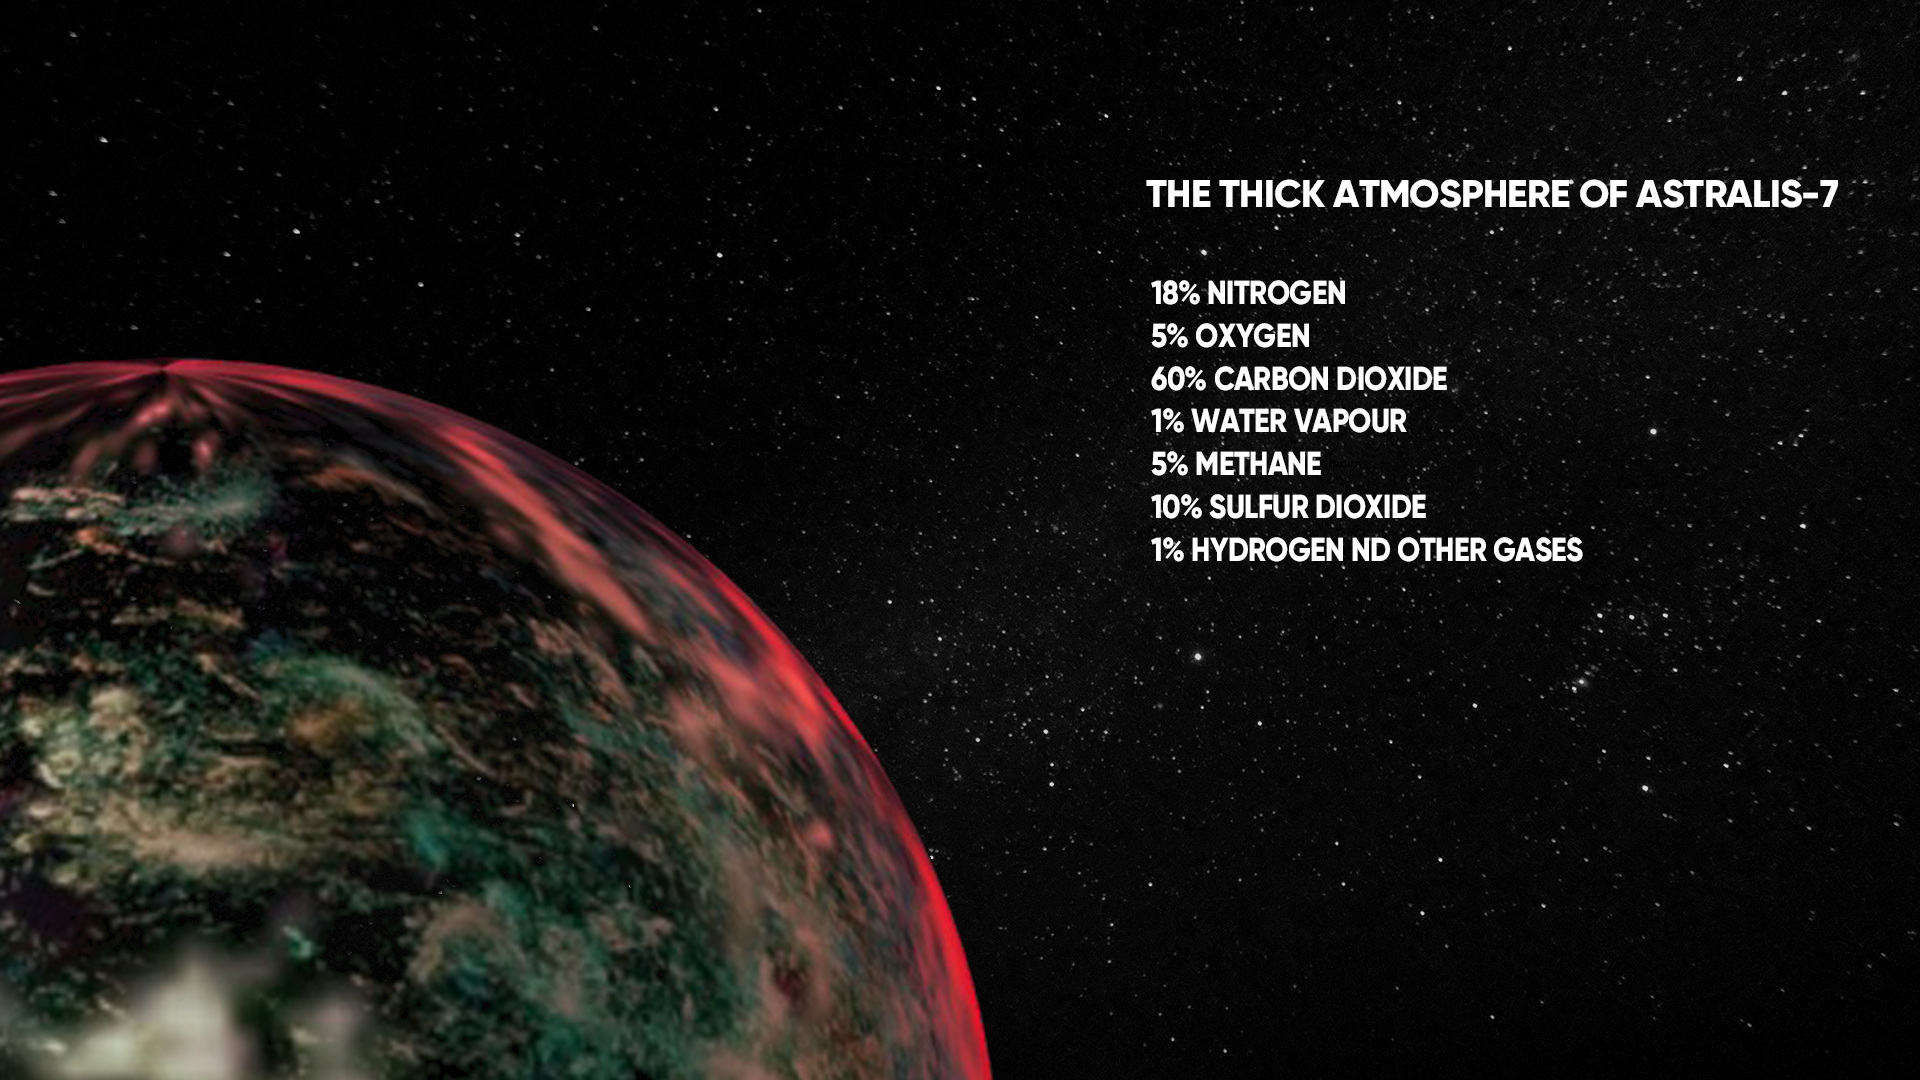 THE THICK ATMOSPHERE OF ASTRALIS-7
18% NITROGEN
5% OXYGEN
60% CARBON DIOXIDE
1% WATER VAPOUR
5% METHANE
10% SULFUR DIOXIDE
1% HYDROGEN ND OTHER GASES